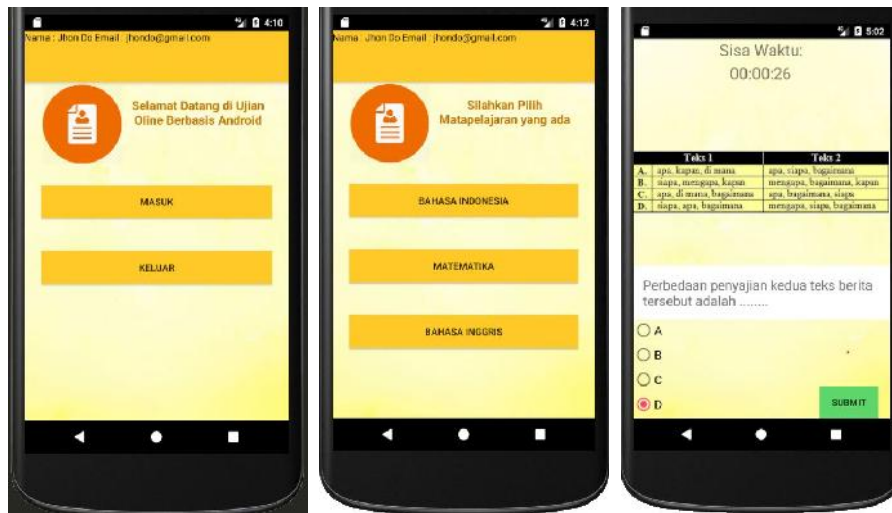 4:10
Nama : Jhon Do Email : jhondo@gmail.com
Selamat Datang di Ujian
Oline Berbasis Android
MASUK
KELUAR
4:12
Nama : Jhon Do Email : jhondo@gmail.com
Silahkan Pilih
Matapelajaran yang ada
BAHASA INDONESIA
MATEMATIKA
BAHASA INGGRIS
5:02
Sisa Waktu:
00:00:26
Teks 1 Teks 2
A. apa, kapan, di mana apa, siapa, bagaimana
B. siapa, mengapa, kapan mengapa, bagaimana, kapan
C. apa, di mana, bagaimana apa, bagaimana, siapa
D. siapa, apa, bagaimana mengapa, siapa, bagaimana
Perbedaan penyajian kedua teks berita
tersebut adalah ........
A
B
C
D
SUBMIT